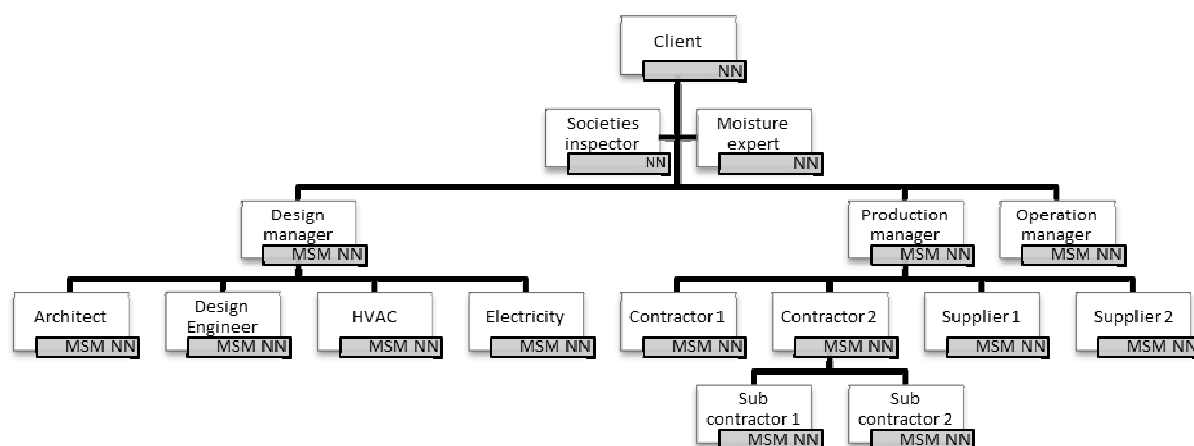 Client
NN
Societies
inspector
NN
Moisture
expert
NN
Design
manager
MSM NN
Production
manager
MSM NN
Operation
manager
MSM NN
Architect
MSM NN
Design
Engineer
MSM NN
HVAC
MSM NN
Electricity
MSM NN
Contractor 1
MSM NN
Contractor 2
MSM NN
Supplier 1
MSM NN
Supplier 2
MSM NN
Sub
contractor 1
MSM NN
Sub
contractor 2
MSM NN